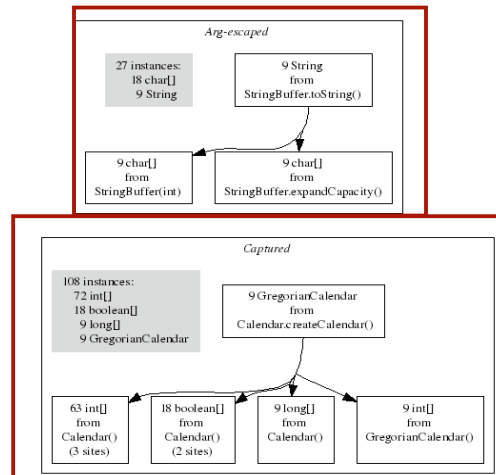 Arg-escaped
27 instances:
18 char[]
9 String
9 String
from
StringBuffer.toString()
9 char[]
from
StringBuffer(int)
9 char[]
from
StringBuffer.expandCapacity()
Captured
108 instances:
72 int[]
18 boolean[]
9 long[]
9 GregorianCalendar
9 GregorianCalendar
from
Calendar.createCalendar()
63 int[]
from
Calendar()
(3 sites)
18 boolean[]
from
Calendar()
(2 sites)
9 long[]
from
Calendar()
9 int[]
from
GregorianCalendar()